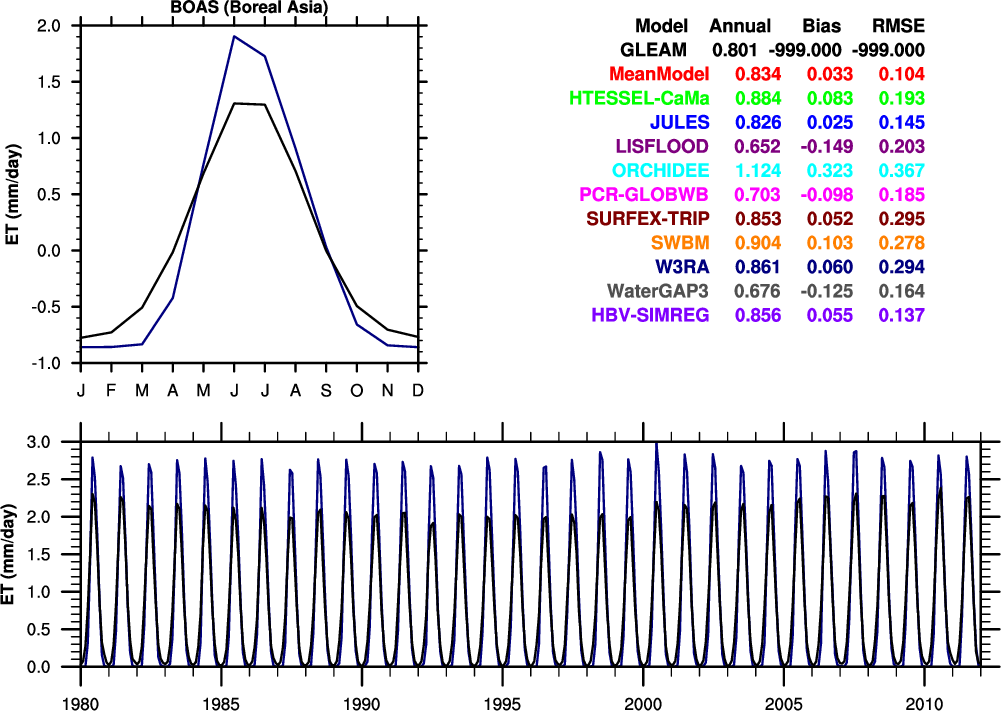 BOAS (Boreal Asia)
2.0
1.5
1.0
0.5
0.0
-0.5
-1.0
ET (mm/day)
J F M A M J J A S O N D
Model Annual Bias RMSE
GLEAM 0.801 -999.000 -999.000
MeanModel 0.834 0.033 0.104
HTESSEL-CaMa 0.884 0.083 0.193
JULES 0.826 0.025 0.145
LISFLOOD 0.652 -0.149 0.203
ORCHIDEE 1.124 0.323 0.367
PCR-GLOBWB 0.703 -0.098 0.185
SURFEX-TRIP 0.853 0.052 0.295
SWBM 0.904 0.103 0.278
W3RA 0.861 0.060 0.294
WaterGAP3 0.676 -0.125 0.164
HBV-SIMREG 0.856 0.055 0.137
3.0
2.5
2.0
1.5
1.0
0.5
0.0
ET (mm/day)
1980 1985 1990 1995 2000 2005 2010